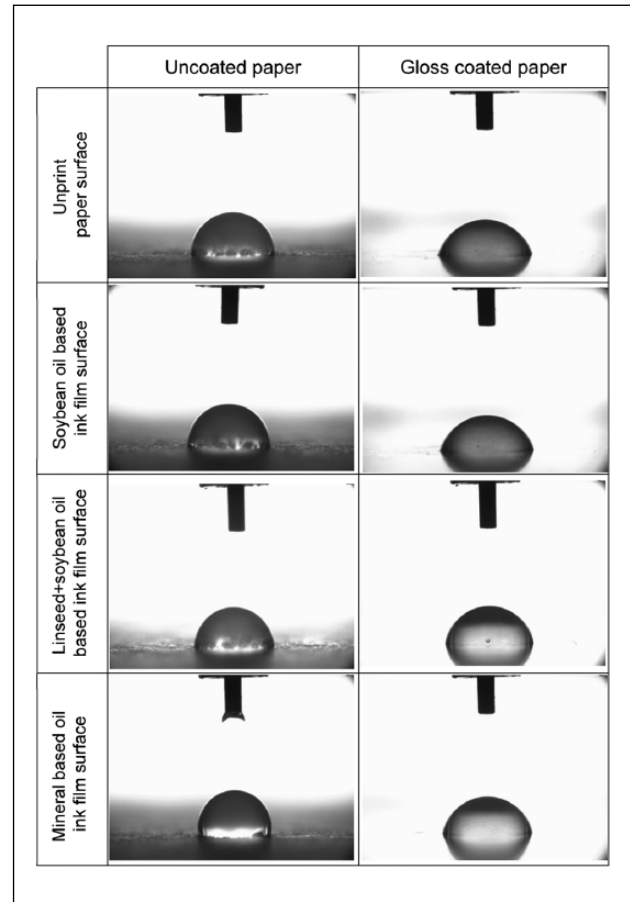 Uncoated paper
Gloss coated paper
Unprint
paper surface
Soybean oil based
ink film surface
Linseed+soybean oil
based ink film surface
Mineral based oil
ink film surface